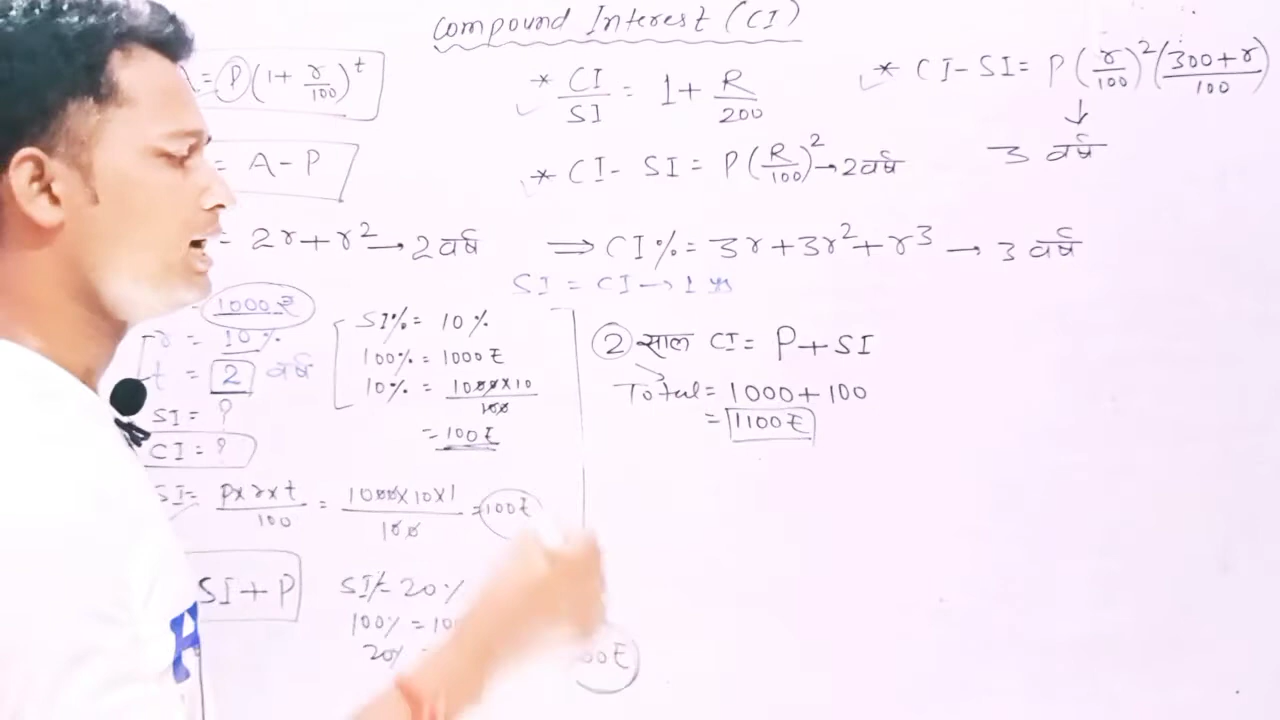 Compound Interest (CI)
= P(1 + r/100)^t
= A - P
* CI/SI = 1 + R/200
* CI - SI = P(R/100)^2 → 2 वर्ष
* CI - SI = P(r/100)^2 (300 + r/100)
↓
3 वर्ष
= 2r + r^2 → 2 वर्ष
⇒ CI% = 3r + 3r^2 + r^3 → 3 वर्ष
SI = CI → 1
1000 ₹
r = 10%
t = 2 वर्ष
SI = ?
CI = ?
SI% = 10%
100% = 1000 ₹
10% = 1000 × 10/100
= 100 ₹
SI = P×r×t/100 = 1000×10×1/100 = 100 ₹
SI + P
SI% = 20%
100% = 10
20% =
00 ₹
② साल CI = P + SI
Total = 1000 + 100
= 1100 ₹